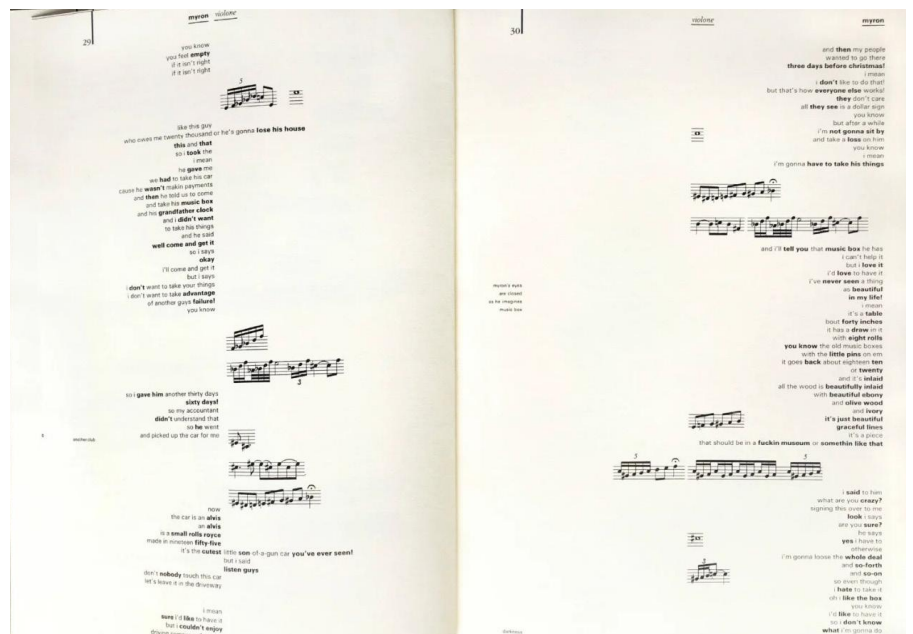 myron violone
29
you know
you feel empty
if it isn't right
if it isn't right
3
like this guy
who owes me twenty thousand or he's gonna lose his house
this and that
so i took the
i mean
he gave me
we had to take his car
cause he wasn't makin payments
and then he told us to come
and take his music box
and his grandfather clock
and i didn't want
to take his things
and he said
well come and get it
so i says
okay
i'll come and get it
but i says
i don't want to take your things
i don't want to take advantage
of another guys failure!
you know
3
so i gave him another thirty days
sixty days!
so my accountant
didn't understand that
so he went
and picked up the car for me
another club
now
the car is an alvis
an alvis
is a small rolls royce
made in nineteen fifty-five
it's the cutest little son of-a-gun car you've ever seen!
but i said
listen guys
don't nobody touch this car
let's leave it in the driveway
i mean
sure i'd like to have it
but i couldn't enjoy
30
violone myron
and then my people
wanted to go there
three days before christmas!
i mean
i don't like to do that!
but that's how everyone else works!
they don't care
all they see is a dollar sign
you know
but after a while
i'm not gonna sit by
and take a loss on him
you know
i mean
i'm gonna have to take his things
and i'll tell you that music box he has
i can't help it
but i love it
i'd love to have it
i've never seen a thing
as beautiful
in my life!
i mean
it's a table
bout forty inches
it has a draw in it
with eight rolls
you know the old music boxes
with the little pins on em
it goes back about eighteen ten
or twenty
and it's inlaid
all the wood is beautifully inlaid
with beautiful ebony
and olive wood
and ivory
it's just beautiful
graceful lines
it's a piece
that should be in a fuckin museum or somethin like that
myron's eyes
are closed
as he imagines
music box
5
5
i said to him
what are you crazy?
signing this over to me
look i says
are you sure?
he says
yes i have to
otherwise
i'm gonna loose the whole deal
and so-forth
and so-on
so even though
i hate to take it
oh i like the box
you know
i'd like to have it
so i don't know
what i'm gonna do